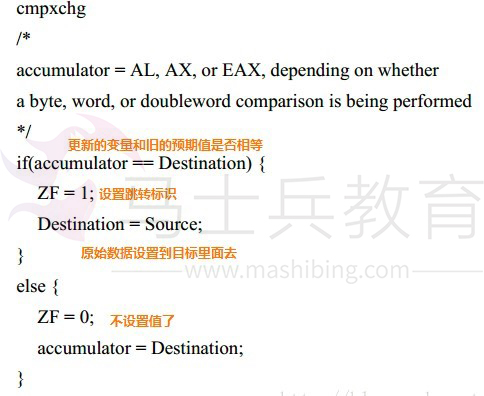 cmpxchg
/*
accumulator = AL, AX, or EAX, depending on whether
a byte, word, or doubleword comparison is being performed
*/
更新的变量和旧的预期值是否相等
if(accumulator == Destination) {
ZF = 1; 设置跳转标识
Destination = Source;
} 原始数据设置到目标里面去
马士兵教育
www.mashibing.com
else {
ZF = 0; 不设置值了
accumulator = Destination;
}